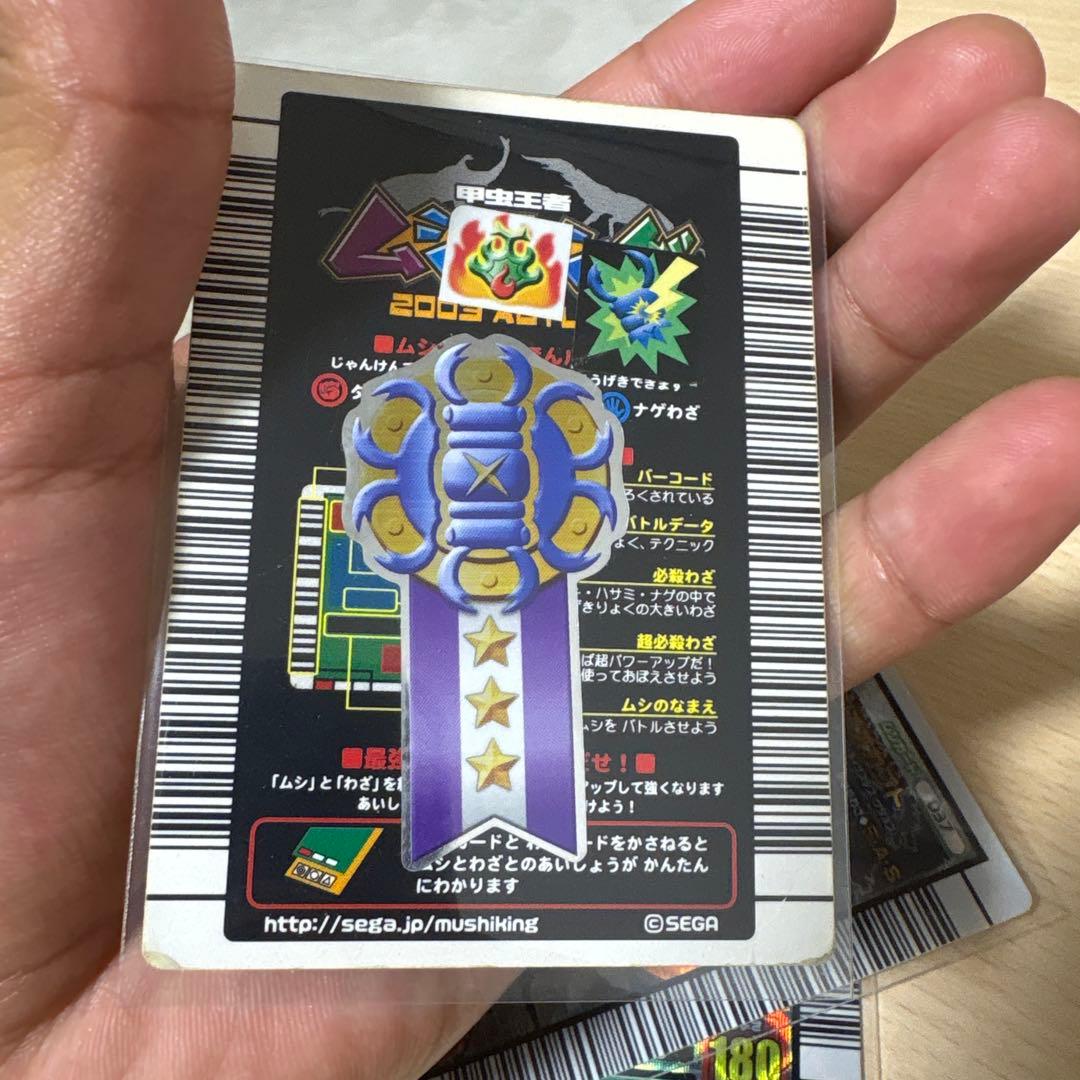 甲虫王者
2003
じゃんけん
うげきできます
ナゲわざ
バーコード
ろくされている
バトルデータ
ょく、テクニック
必殺わざ
・ハサミ・ナゲの中で
きりょくの大きいわざ
超必殺わざ
ば超パワーアップだ!
使っておぼえさせよう
ムシのなまえ
ムシを バトルさせよう
■最強 だせ!■
「ムシ」と「わざ」を アップして強くなります
あいし けよう!
ードと ードをかさねると
ムシとわざとのあいしょうが かんたん
にわかります
http://sega.jp/mushiking ©SEGA
037
180